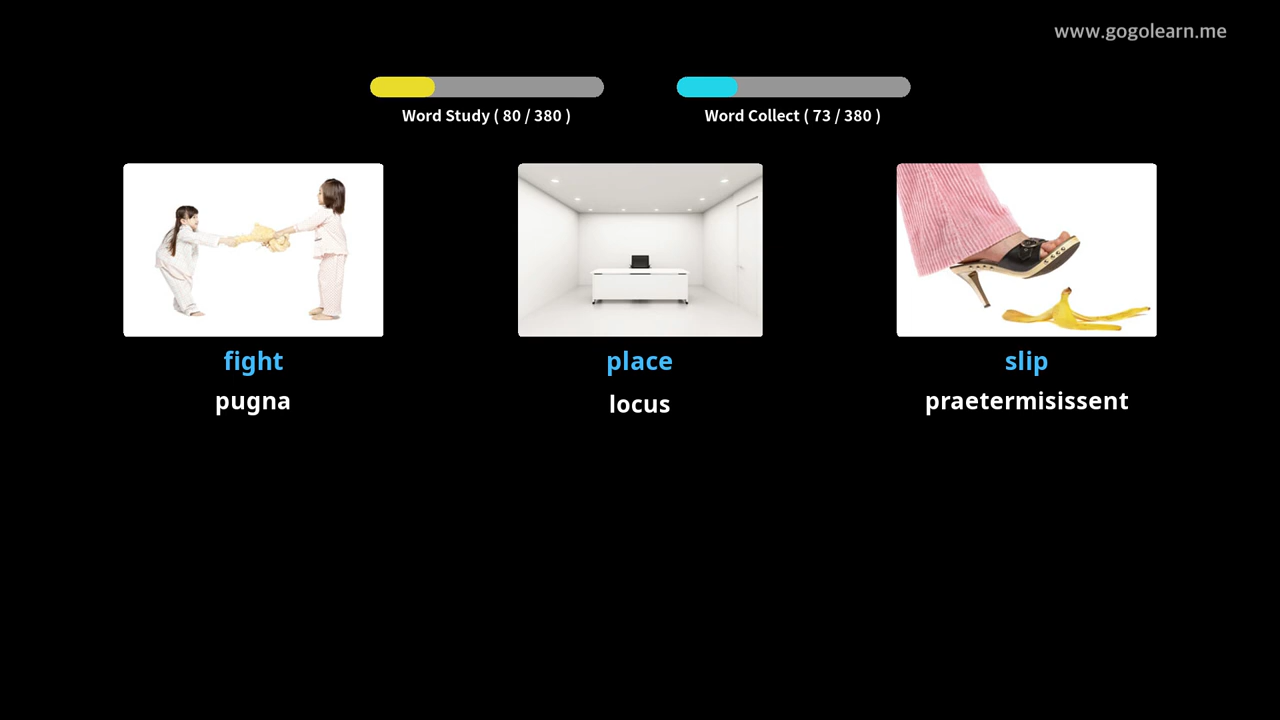 www.gogolearn.me
Word Study ( 80 / 380 )
Word Collect ( 73 / 380 )
fight
place
slip
pugna
locus
praetermisissent